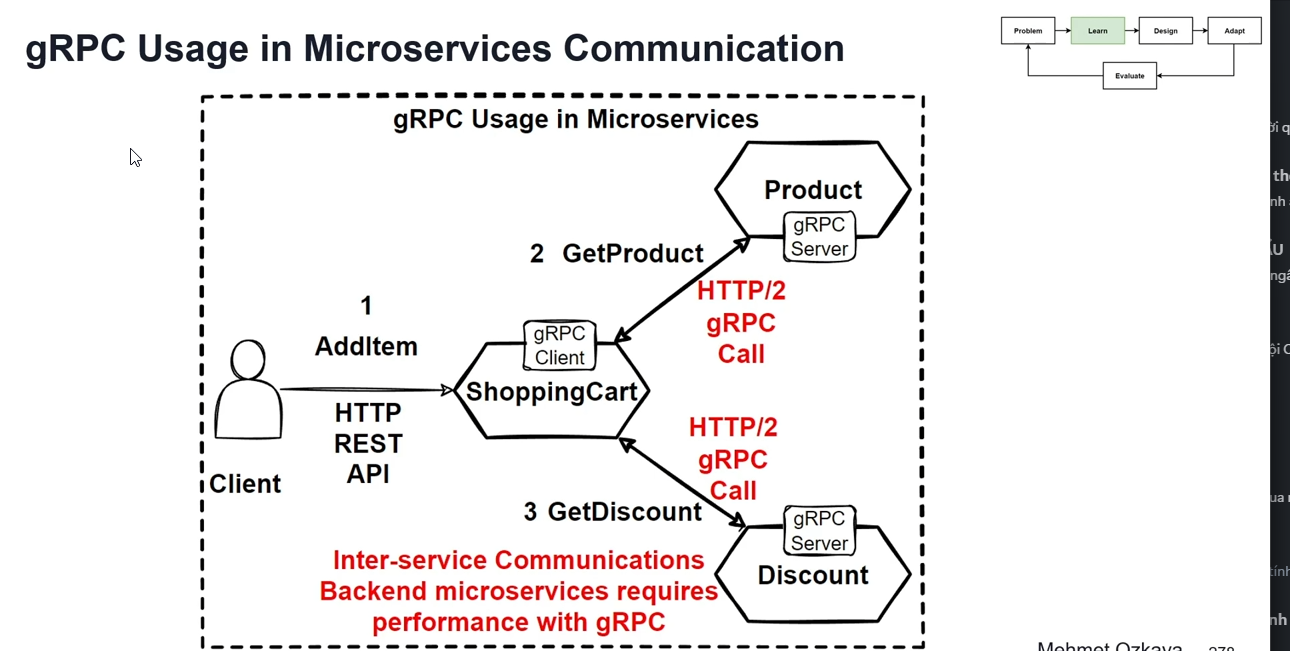 gRPC Usage in Microservices Communication
Problem
Learn
Design
Adapt
Evaluate
gRPC Usage in Microservices
Product
gRPC
Server
2 GetProduct
HTTP/2
gRPC
Call
1
AddItem
HTTP
REST
API
Client
gRPC
Client
ShoppingCart
HTTP/2
gRPC
Call
3 GetDiscount
gRPC
Server
Discount
Inter-service Communications
Backend microservices requires
performance with gRPC
Mehmet Ozkaya